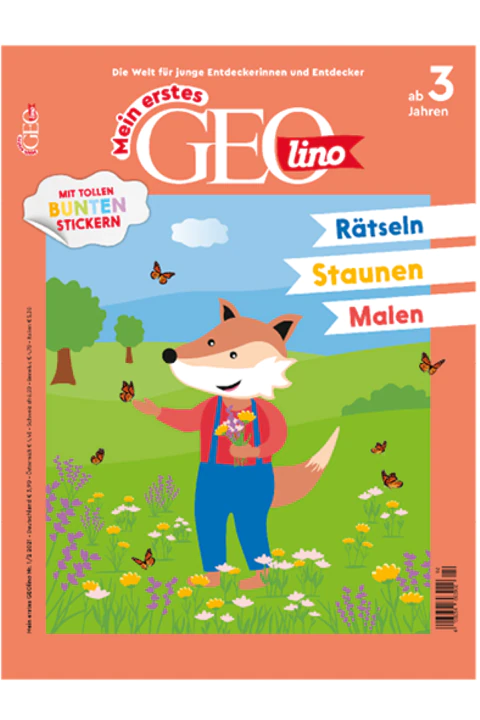 Die Welt für junge Entdeckerinnen und Entdecker
Mein erstes
GEO
lino
ab 3
Jahren
GEO
MIT TOLLEN
BUNTEN
STICKERN
Rätseln
Staunen
Malen